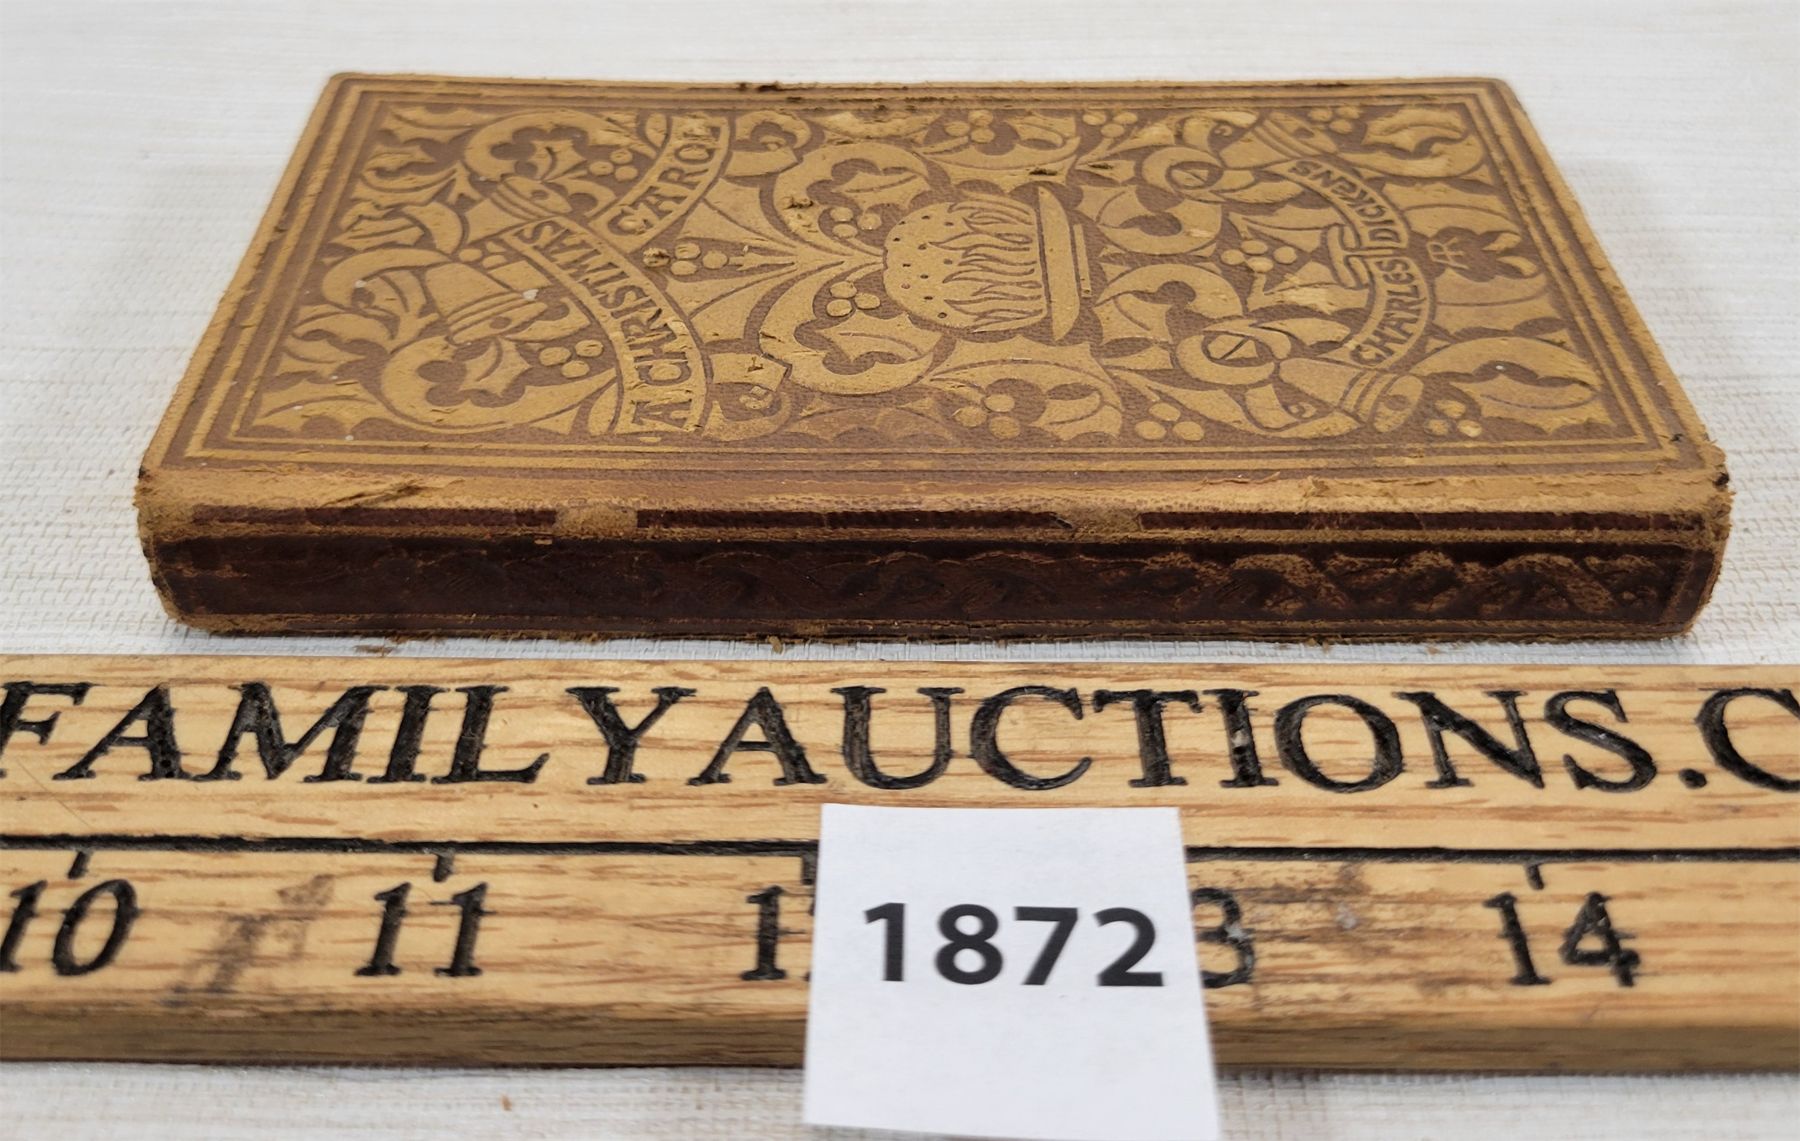 A CHRISTMAS
CAROL
CHARLES DICKENS
FAMILYAUCTIONS.C
10 11 14
1872